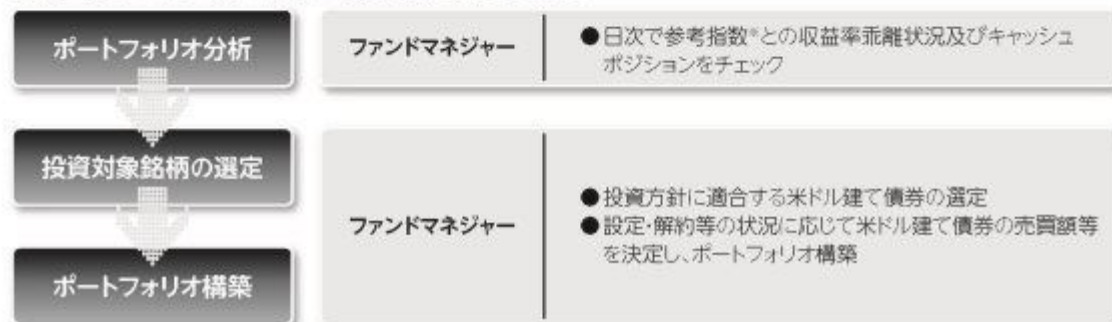 ポートフォリオ分析
ファンドマネジャー
●日次で参考指数※との収益率乖離状況及びキャッシュ
ポジションをチェック
投資対象銘柄の選定
ファンドマネジャー
●投資方針に適合する米ドル建て債券の選定
●設定・解約等の状況に応じて米ドル建て債券の売買額等
を決定し、ポートフォリオ構築
ポートフォリオ構築